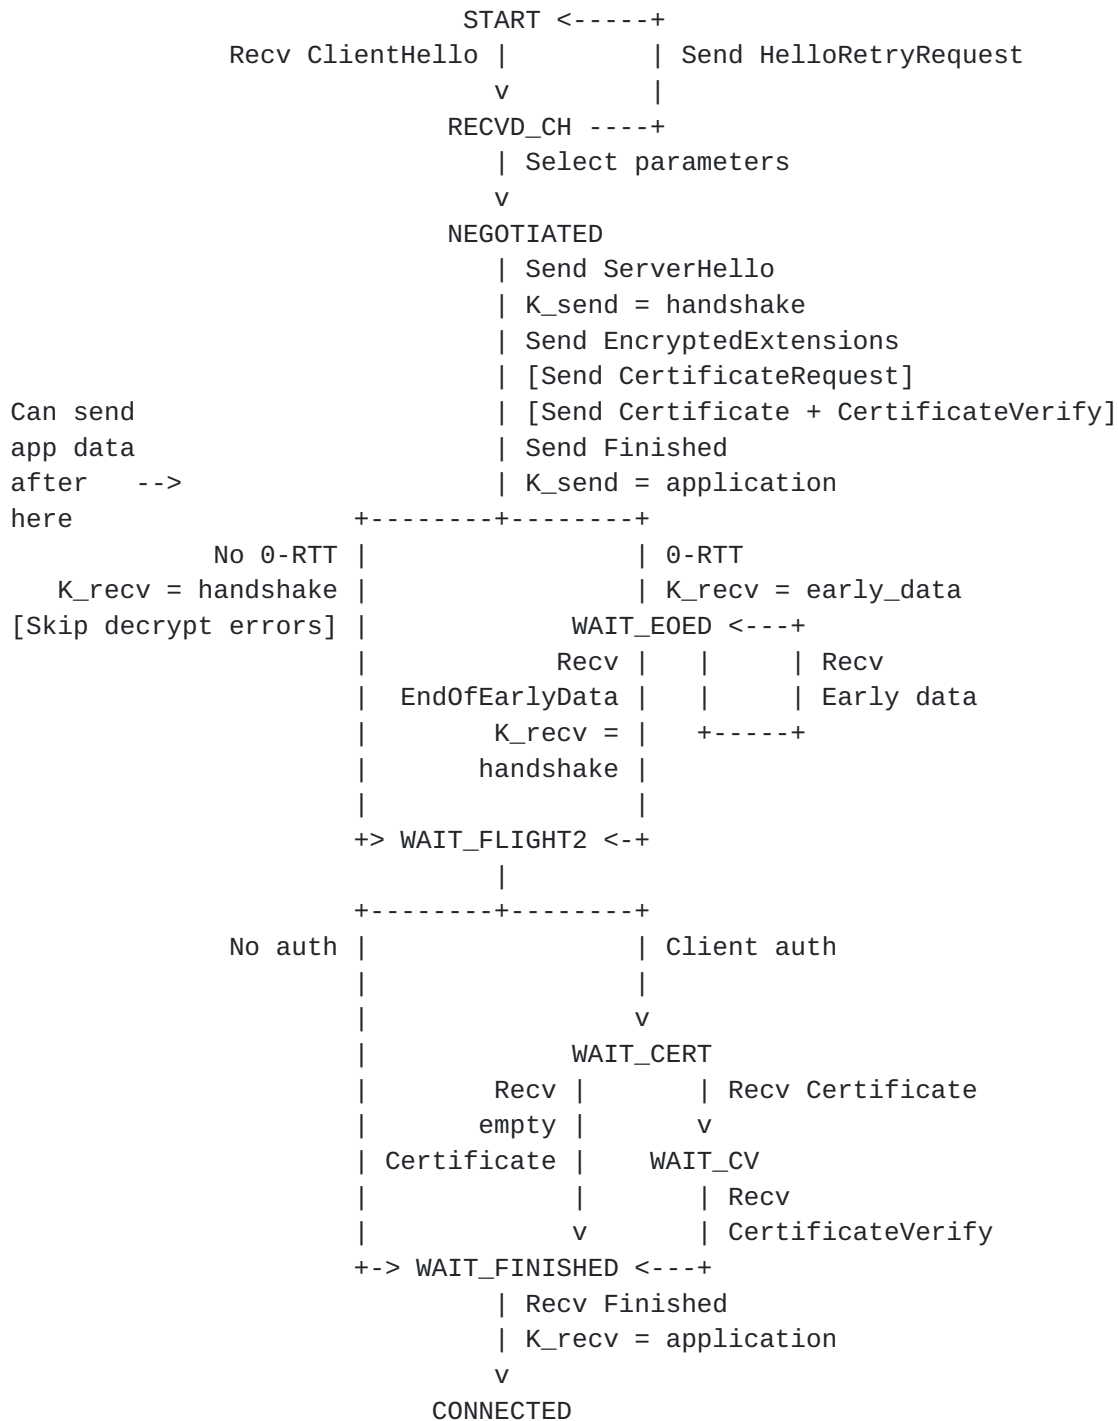 START <-----+
              Recv ClientHello |         | Send HelloRetryRequest
                               v         |
                            RECVD_CH ----+
                               | Select parameters
                               v
                            NEGOTIATED
                               | Send ServerHello
                               | K_send = handshake
                               | Send EncryptedExtensions
                               | [Send CertificateRequest]
Can send                       | [Send Certificate + CertificateVerify]
app data                       | Send Finished
after   -->                    | K_send = application
here                  +--------+--------+
             No 0-RTT |                 | 0-RTT
   K_recv = handshake |                 | K_recv = early_data
[Skip decrypt errors] |             WAIT_EOED <---+
                      |            Recv |   |     | Recv
                      |  EndOfEarlyData |   |     | Early data
                      |        K_recv = |   +-----+
                      |       handshake |
                      |                 |
                      +> WAIT_FLIGHT2 <-+
                               |
                      +--------+--------+
              No auth |                 | Client auth
                      |                 |
                      |                 v
                      |             WAIT_CERT
                      |        Recv |       | Recv Certificate
                      |       empty |       v
                      | Certificate |    WAIT_CV
                      |             |       | Recv
                      |             v       | CertificateVerify
                      +-> WAIT_FINISHED <---+
                               | Recv Finished
                               | K_recv = application
                               v
                           CONNECTED